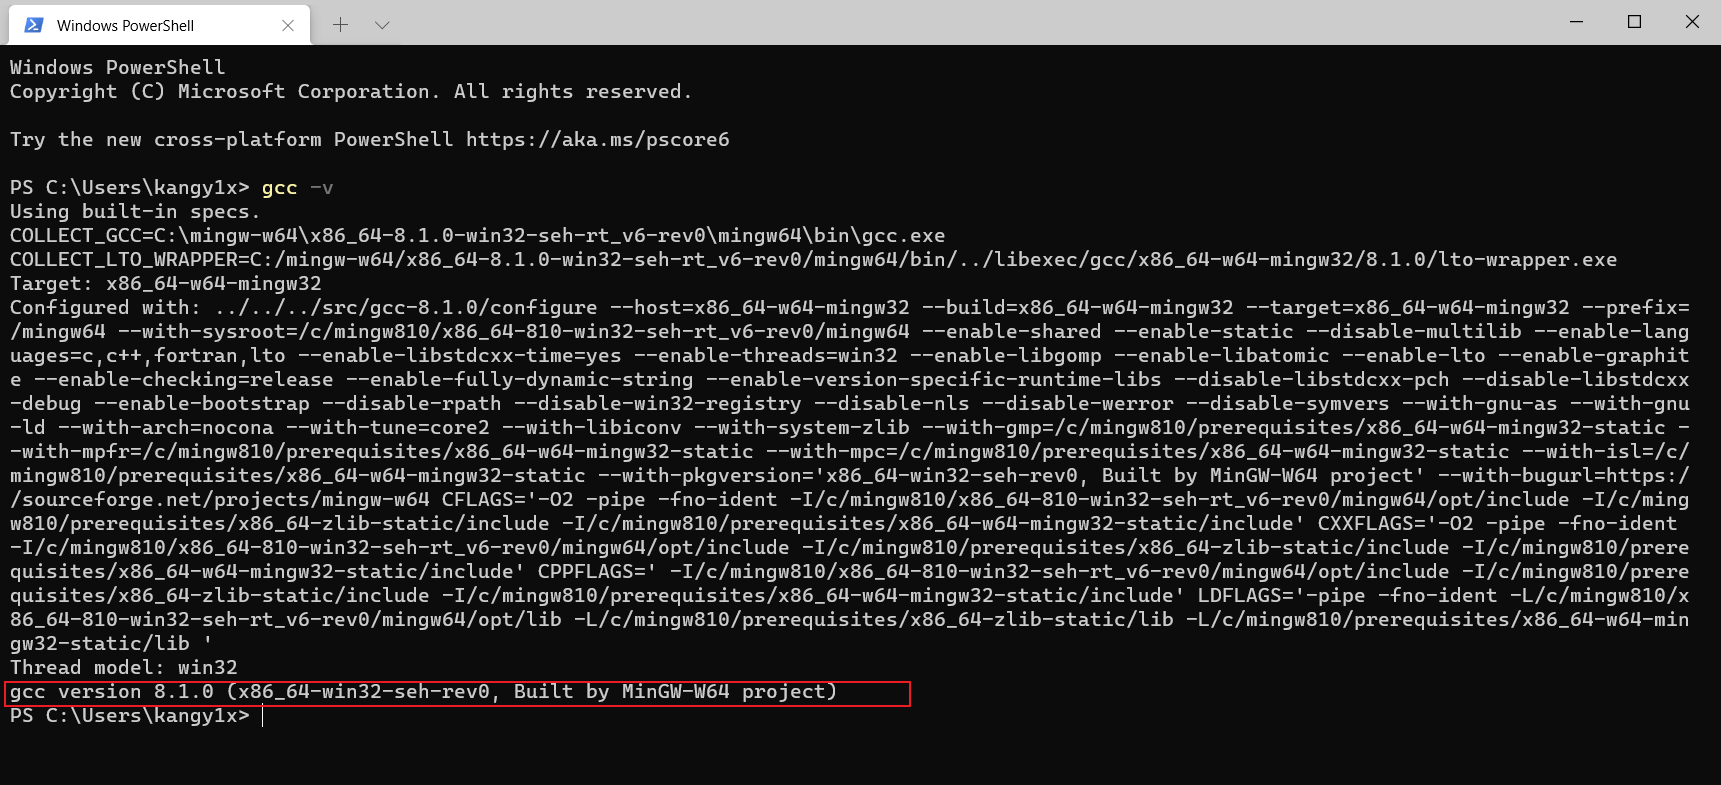 Windows PowerShell
Windows PowerShell
Copyright (C) Microsoft Corporation. All rights reserved.
Try the new cross-platform PowerShell https://aka.ms/pscore6
PS C:\Users\kangy1x> gcc -v
Using built-in specs.
COLLECT_GCC=C:\mingw-w64\x86_64-8.1.0-win32-seh-rt_v6-rev0\mingw64\bin\gcc.exe
COLLECT_LTO_WRAPPER=C:/mingw-w64/x86_64-8.1.0-win32-seh-rt_v6-rev0/mingw64/bin/../libexec/gcc/x86_64-w64-mingw32/8.1.0/lto-wrapper.exe
Target: x86_64-w64-mingw32
Configured with: ../../../src/gcc-8.1.0/configure --host=x86_64-w64-mingw32 --build=x86_64-w64-mingw32 --target=x86_64-w64-mingw32 --prefix=
/mingw64 --with-sysroot=/c/mingw810/x86_64-810-win32-seh-rt_v6-rev0/mingw64 --enable-shared --enable-static --disable-multilib --enable-lang
uages=c,c++,fortran,lto --enable-libstdcxx-time=yes --enable-threads=win32 --enable-libgomp --enable-libatomic --enable-lto --enable-graphit
e --enable-checking=release --enable-fully-dynamic-string --enable-version-specific-runtime-libs --disable-libstdcxx-pch --disable-libstdcxx
-debug --enable-bootstrap --disable-rpath --disable-win32-registry --disable-nls --disable-werror --disable-symvers --with-gnu-as --with-gnu
-ld --with-arch=nocona --with-tune=core2 --with-libiconv --with-system-zlib --with-gmp=/c/mingw810/prerequisites/x86_64-w64-mingw32-static -
-with-mpfr=/c/mingw810/prerequisites/x86_64-w64-mingw32-static --with-mpc=/c/mingw810/prerequisites/x86_64-w64-mingw32-static --with-isl=/c/
mingw810/prerequisites/x86_64-w64-mingw32-static --with-pkgversion='x86_64-win32-seh-rev0, Built by MinGW-W64 project' --with-bugurl=https:/
/sourceforge.net/projects/mingw-w64 CFLAGS='-O2 -pipe -fno-ident -I/c/mingw810/x86_64-810-win32-seh-rt_v6-rev0/mingw64/opt/include -I/c/ming
w810/prerequisites/x86_64-zlib-static/include -I/c/mingw810/prerequisites/x86_64-w64-mingw32-static/include' CXXFLAGS='-O2 -pipe -fno-ident
-I/c/mingw810/x86_64-810-win32-seh-rt_v6-rev0/mingw64/opt/include -I/c/mingw810/prerequisites/x86_64-zlib-static/include -I/c/mingw810/prere
quisites/x86_64-w64-mingw32-static/include' CPPFLAGS=' -I/c/mingw810/x86_64-810-win32-seh-rt_v6-rev0/mingw64/opt/include -I/c/mingw810/prere
quisites/x86_64-zlib-static/include -I/c/mingw810/prerequisites/x86_64-w64-mingw32-static/include' LDFLAGS='-pipe -fno-ident -L/c/mingw810/x
86_64-810-win32-seh-rt_v6-rev0/mingw64/opt/lib -L/c/mingw810/prerequisites/x86_64-zlib-static/lib -L/c/mingw810/prerequisites/x86_64-w64-min
gw32-static/lib '
Thread model: win32
gcc version 8.1.0 (x86_64-win32-seh-rev0, Built by MinGW-W64 project)
PS C:\Users\kangy1x>